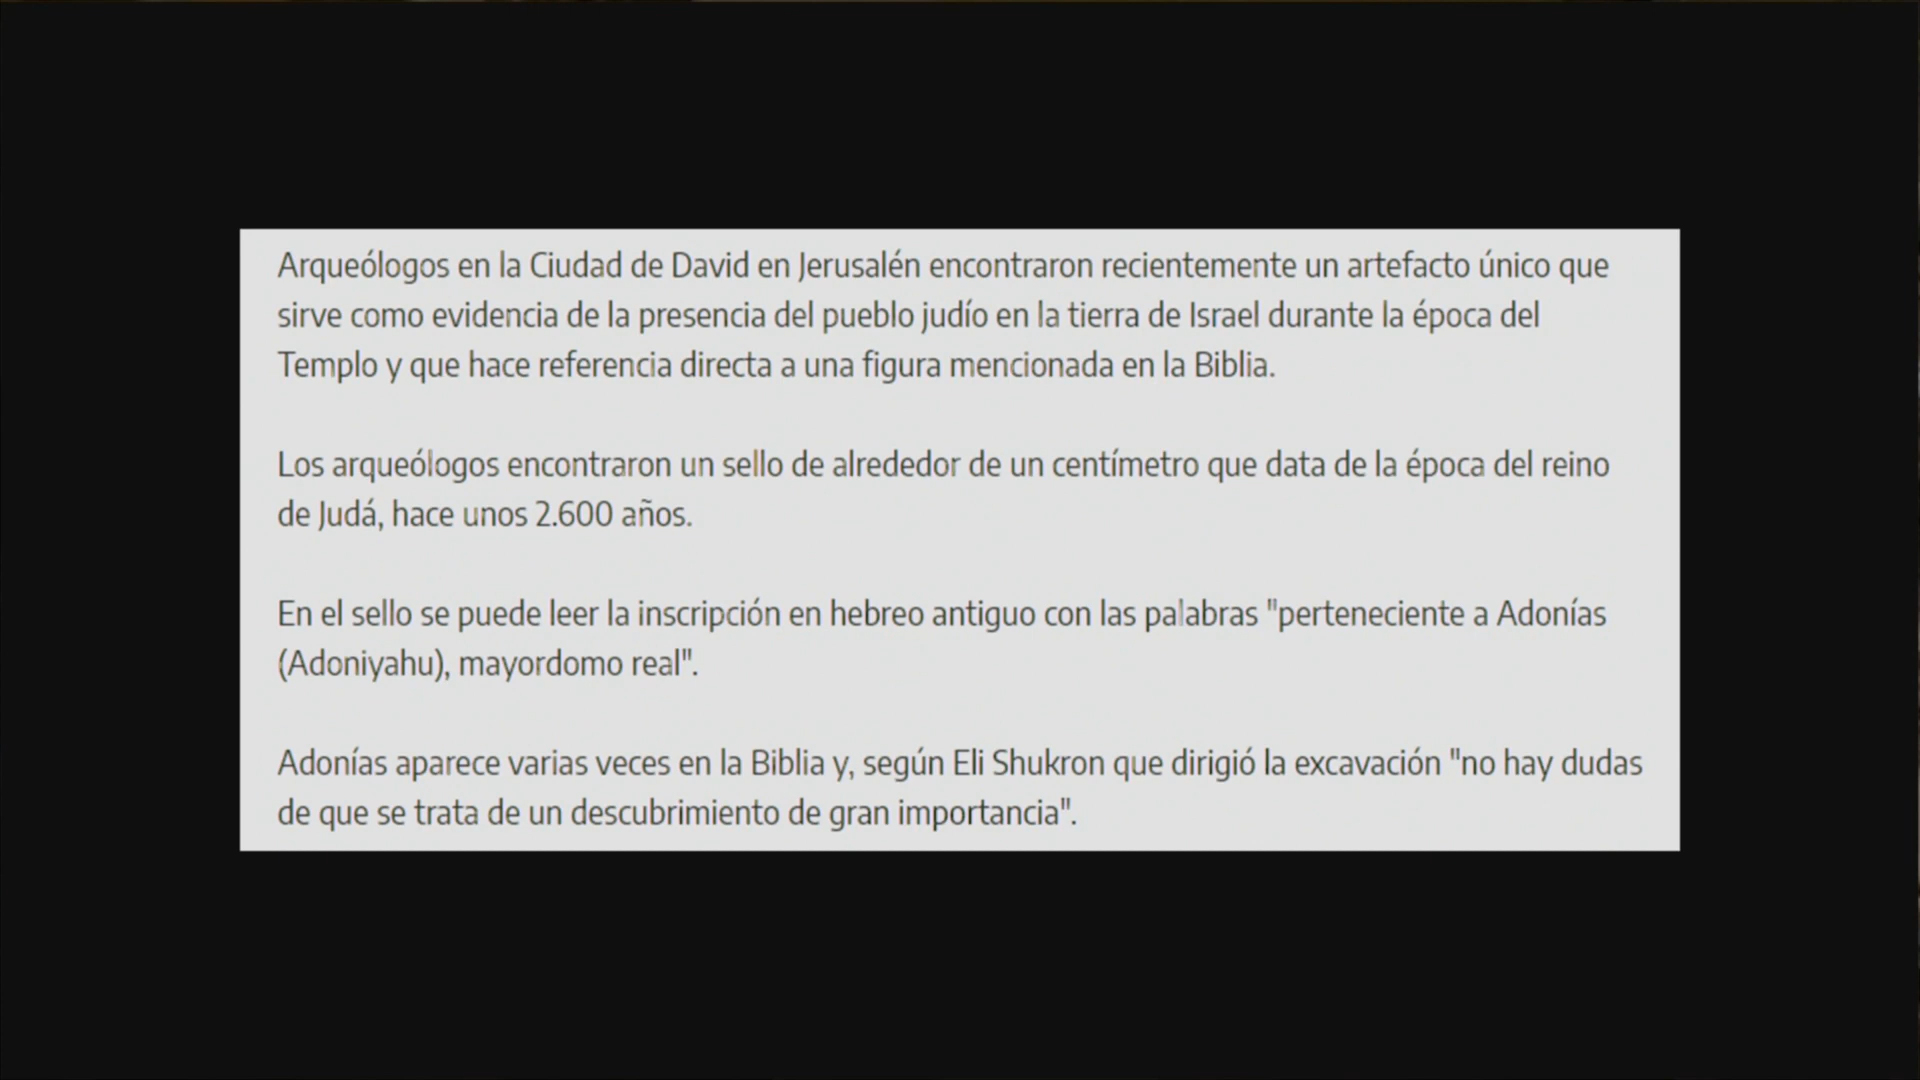 Arqueólogos en la Ciudad de David en Jerusalén encontraron recientemente un artefacto único que
sirve como evidencia de la presencia del pueblo judío en la tierra de Israel durante la época del
Templo y que hace referencia directa a una figura mencionada en la Biblia.
Los arqueólogos encontraron un sello de alrededor de un centímetro que data de la época del reino
de Judá, hace unos 2.600 años.
En el sello se puede leer la inscripción en hebreo antiguo con las palabras "perteneciente a Adonías
(Adoniyahu), mayordomo real".
Adonías aparece varias veces en la Biblia y, según Eli Shukron que dirigió la excavación "no hay dudas
de que se trata de un descubrimiento de gran importancia".